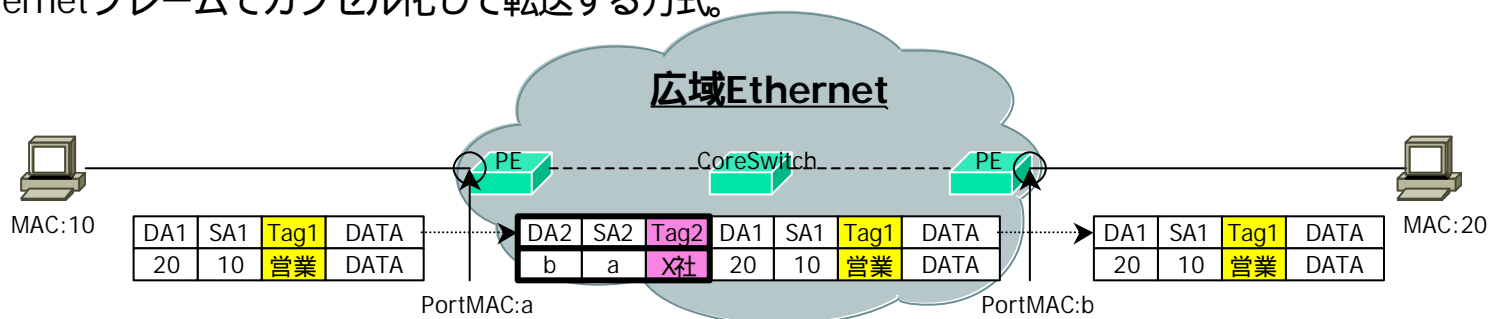 ernetフレームでカプセル化して転送する方式。
広域Ethernet
PE CoreSwitch PE
MAC:10 MAC:20
DA1 SA1 Tag1 DATA DA2 SA2 Tag2 DA1 SA1 Tag1 DATA DA1 SA1 Tag1 DATA
20 10 営業 DATA b a X社 20 10 営業 DATA 20 10 営業 DATA
PortMAC:a PortMAC:b